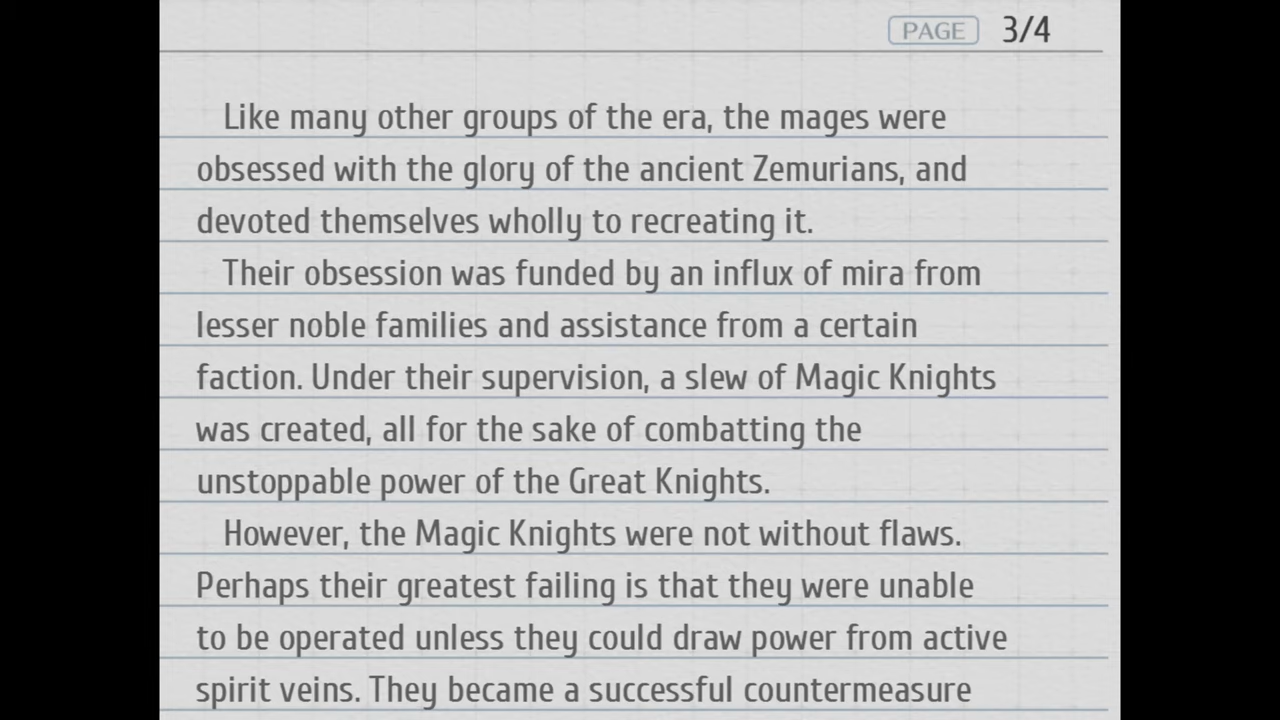 PAGE 3/4
Like many other groups of the era, the mages were
obsessed with the glory of the ancient Zemurians, and
devoted themselves wholly to recreating it.
Their obsession was funded by an influx of mira from
lesser noble families and assistance from a certain
faction. Under their supervision, a slew of Magic Knights
was created, all for the sake of combatting the
unstoppable power of the Great Knights.
However, the Magic Knights were not without flaws.
Perhaps their greatest failing is that they were unable
to be operated unless they could draw power from active
spirit veins. They became a successful countermeasure